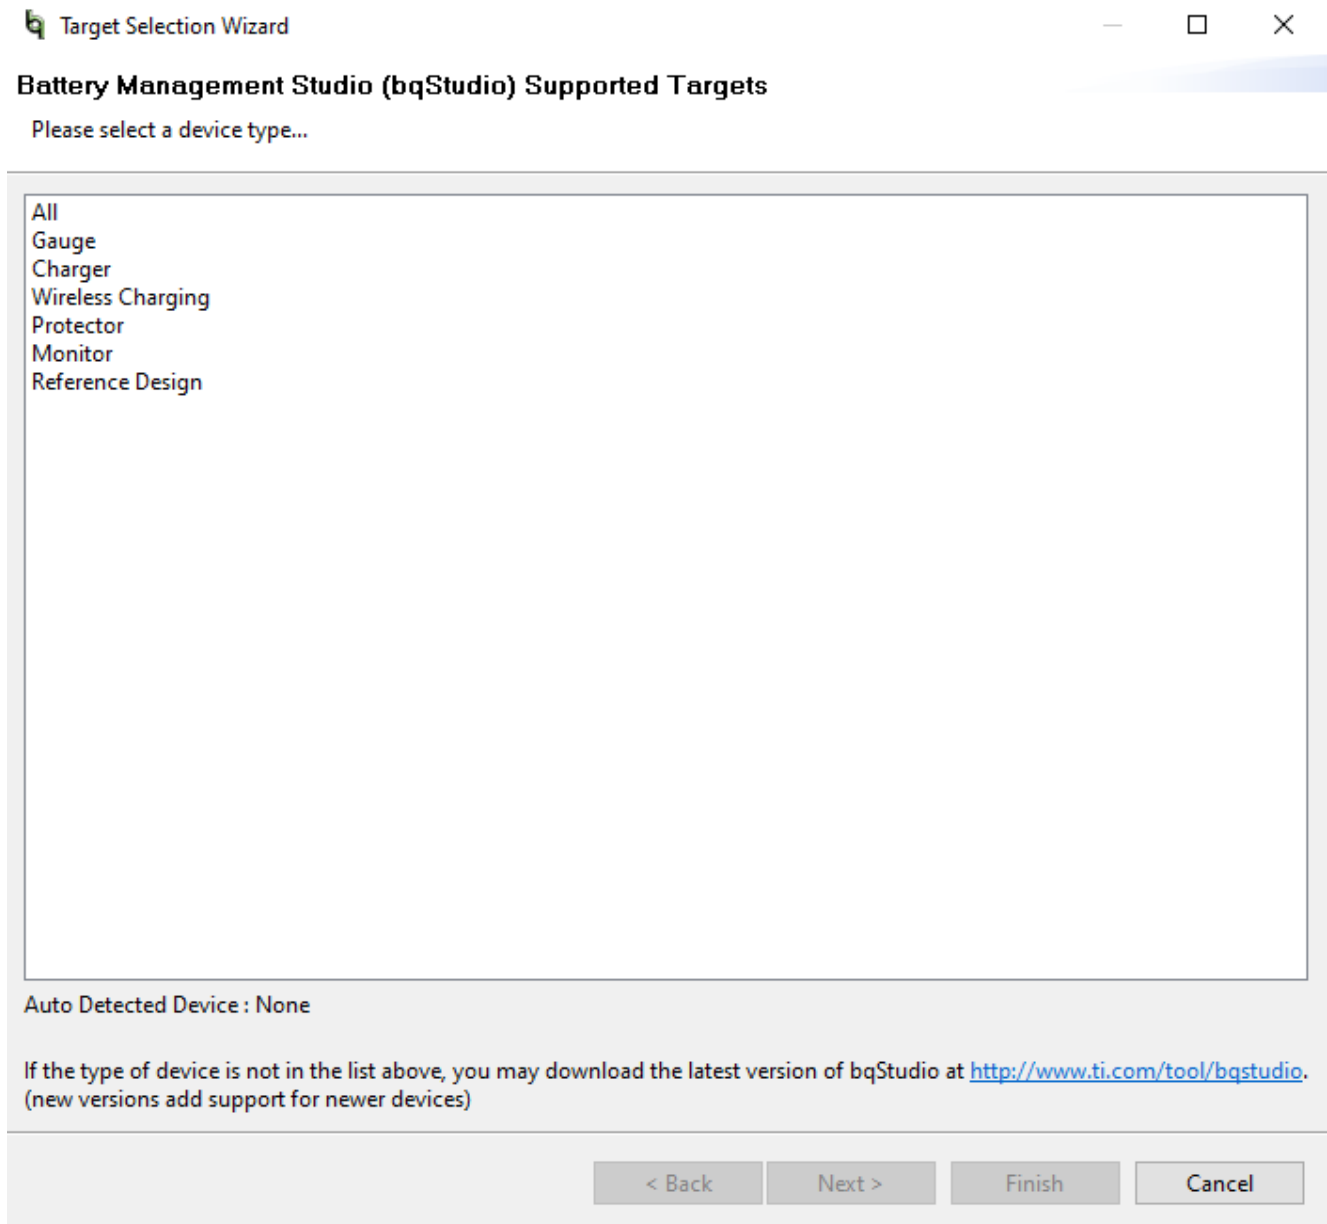 Target Selection Wizard
Battery Management Studio (bqStudio) Supported Targets
Please select a device type...
All
Gauge
Charger
Wireless Charging
Protector
Monitor
Reference Design
Auto Detected Device : None
If the type of device is not in the list above, you may download the latest version of bqStudio at http://www.ti.com/tool/bqstudio.
(new versions add support for newer devices)
< Back Next > Finish Cancel